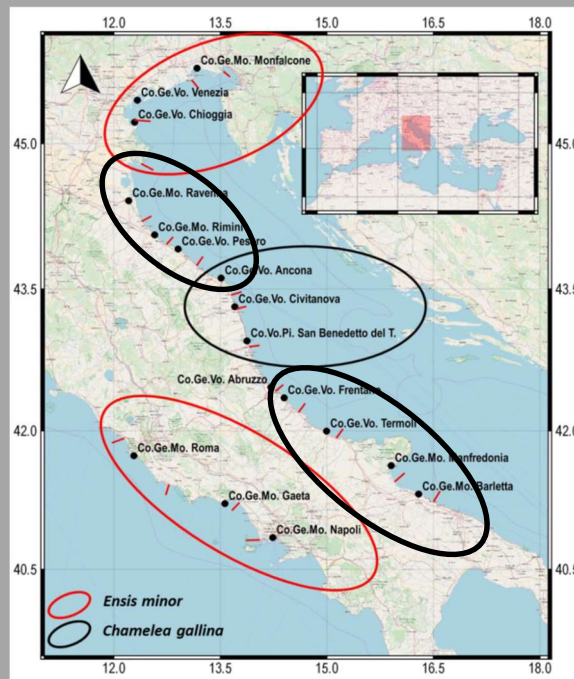 12.0 13.5 15.0 16.5 18.0
Co.Ge.Mo. Monfalcone
Co.Ge.Vo. Venezia
Co.Ge.Vo. Chioggia
45.0 45.0
Co.Ge.Mo. Ravenna
Co.Ge.Mo. Rimini
Co.Ge.Vo. Pesaro
Co.Ge.Vo. Ancona
43.5 43.5
Co.Ge.Vo. Civitanova
Co.Vo.Pi. San Benedetto del T.
Co.Ge.Vo. Abruzzo
Co.Ge.Vo. Frentano
42.0 42.0
Co.Ge.Vo. Termoli
Co.Ge.Mo. Roma
Co.Ge.Mo. Manfredonia
Co.Ge.Mo. Barletta
Co.Ge.Mo. Gaeta
Co.Ge.Mo. Napoli
40.5 40.5
Ensis minor
Chamelea gallina
12.0 13.5 15.0 16.5 18.0